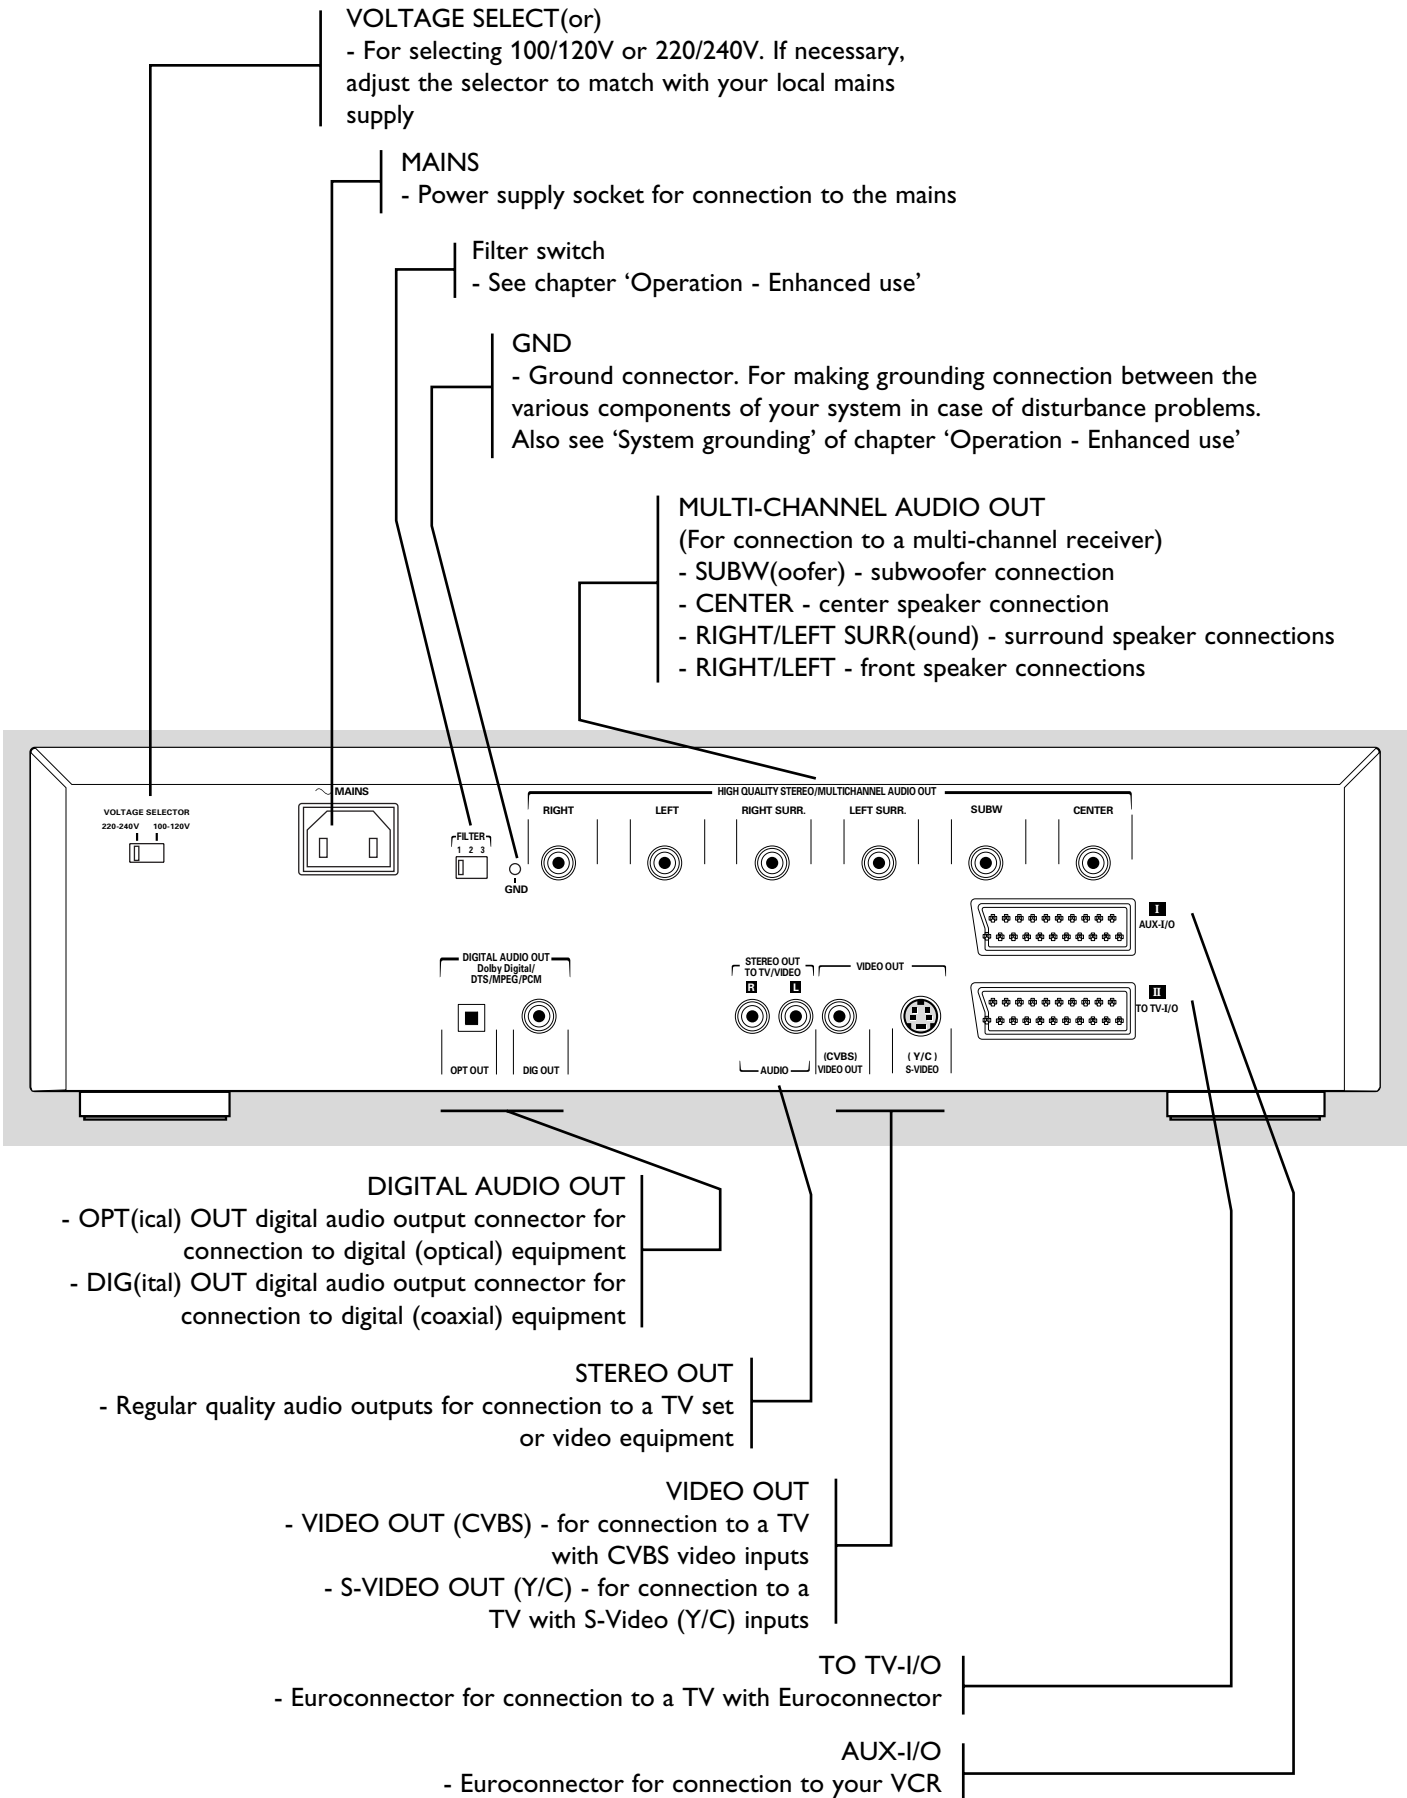 VOLTAGE SELECT(or)
- For selecting 100/120V or 220/240V. If necessary,
adjust the selector to match with your local mains
supply
MAINS
- Power supply socket for connection to the mains
Filter switch
- See chapter ‘Operation - Enhanced use’
GND
- Ground connector. For making grounding connection between the
various components of your system in case of disturbance problems.
Also see ‘System grounding’ of chapter ‘Operation - Enhanced use’
MULTI-CHANNEL AUDIO OUT
(For connection to a multi-channel receiver)
- SUBW(oofer) - subwoofer connection
- CENTER - center speaker connection
- RIGHT/LEFT SURR(ound) - surround speaker connections
- RIGHT/LEFT - front speaker connections
VOLTAGE SELECTOR
220-240V 100-120V
MAINS
FILTER
1 2 3
GND
HIGH QUALITY STEREO/MULTICHANNEL AUDIO OUT
RIGHT LEFT RIGHT SURR. LEFT SURR. SUBW CENTER
I
AUX-I/O
DIGITAL AUDIO OUT
Dolby Digital/
DTS/MPEG/PCM
OPT OUT DIG OUT
STEREO OUT
TO TV/VIDEO
R L
AUDIO
VIDEO OUT
(CVBS)
VIDEO OUT
( Y/C )
S-VIDEO
II
TO TV-I/O
DIGITAL AUDIO OUT
- OPT(ical) OUT digital audio output connector for
connection to digital (optical) equipment
- DIG(ital) OUT digital audio output connector for
connection to digital (coaxial) equipment
STEREO OUT
- Regular quality audio outputs for connection to a TV set
or video equipment
VIDEO OUT
- VIDEO OUT (CVBS) - for connection to a TV
with CVBS video inputs
- S-VIDEO OUT (Y/C) - for connection to a
TV with S-Video (Y/C) inputs
TO TV-I/O
- Euroconnector for connection to a TV with Euroconnector
AUX-I/O
- Euroconnector for connection to your VCR